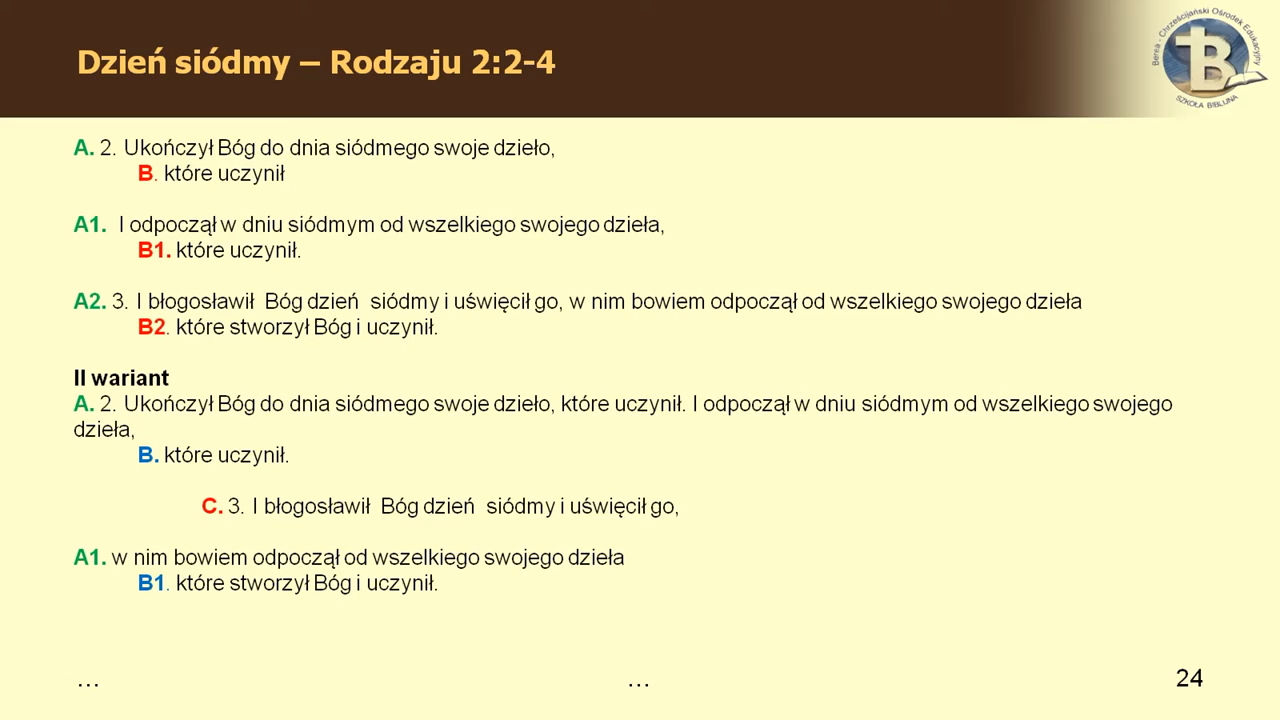 Dzień siódmy – Rodzaju 2:2-4
Berea - Chrześcijański Ośrodek Edukacyjny
SZKOŁA BIBLIJNA
A. 2. Ukończył Bóg do dnia siódmego swoje dzieło,
B. które uczynił
A1. I odpoczął w dniu siódmym od wszelkiego swojego dzieła,
B1. które uczynił.
A2. 3. I błogosławił Bóg dzień siódmy i uświęcił go, w nim bowiem odpoczął od wszelkiego swojego dzieła
B2. które stworzył Bóg i uczynił.
II wariant
A. 2. Ukończył Bóg do dnia siódmego swoje dzieło, które uczynił. I odpoczął w dniu siódmym od wszelkiego swojego
dzieła,
B. które uczynił.
C. 3. I błogosławił Bóg dzień siódmy i uświęcił go,
A1. w nim bowiem odpoczął od wszelkiego swojego dzieła
B1. które stworzył Bóg i uczynił.
... ... 24